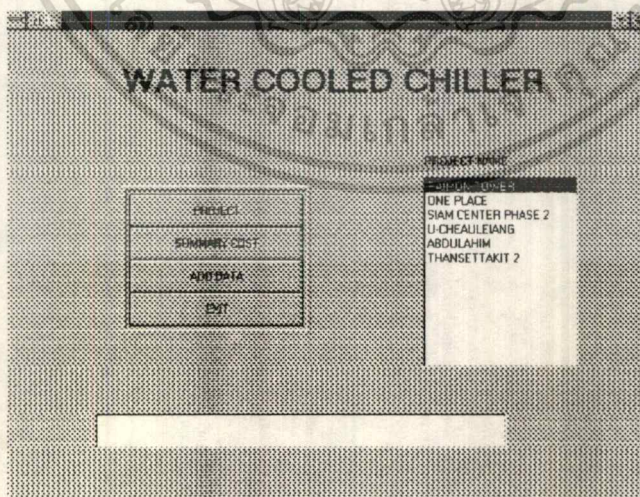 WATER COOLED CHILLER
PROJECT NAME
ONE PLACE
SIAM CENTER PHASE 2
U-CHEAULEIANG
ABDULAHIM
THANSETTAKIT 2
PROJECT
SUMMARY COST
ADD DATA
EXIT